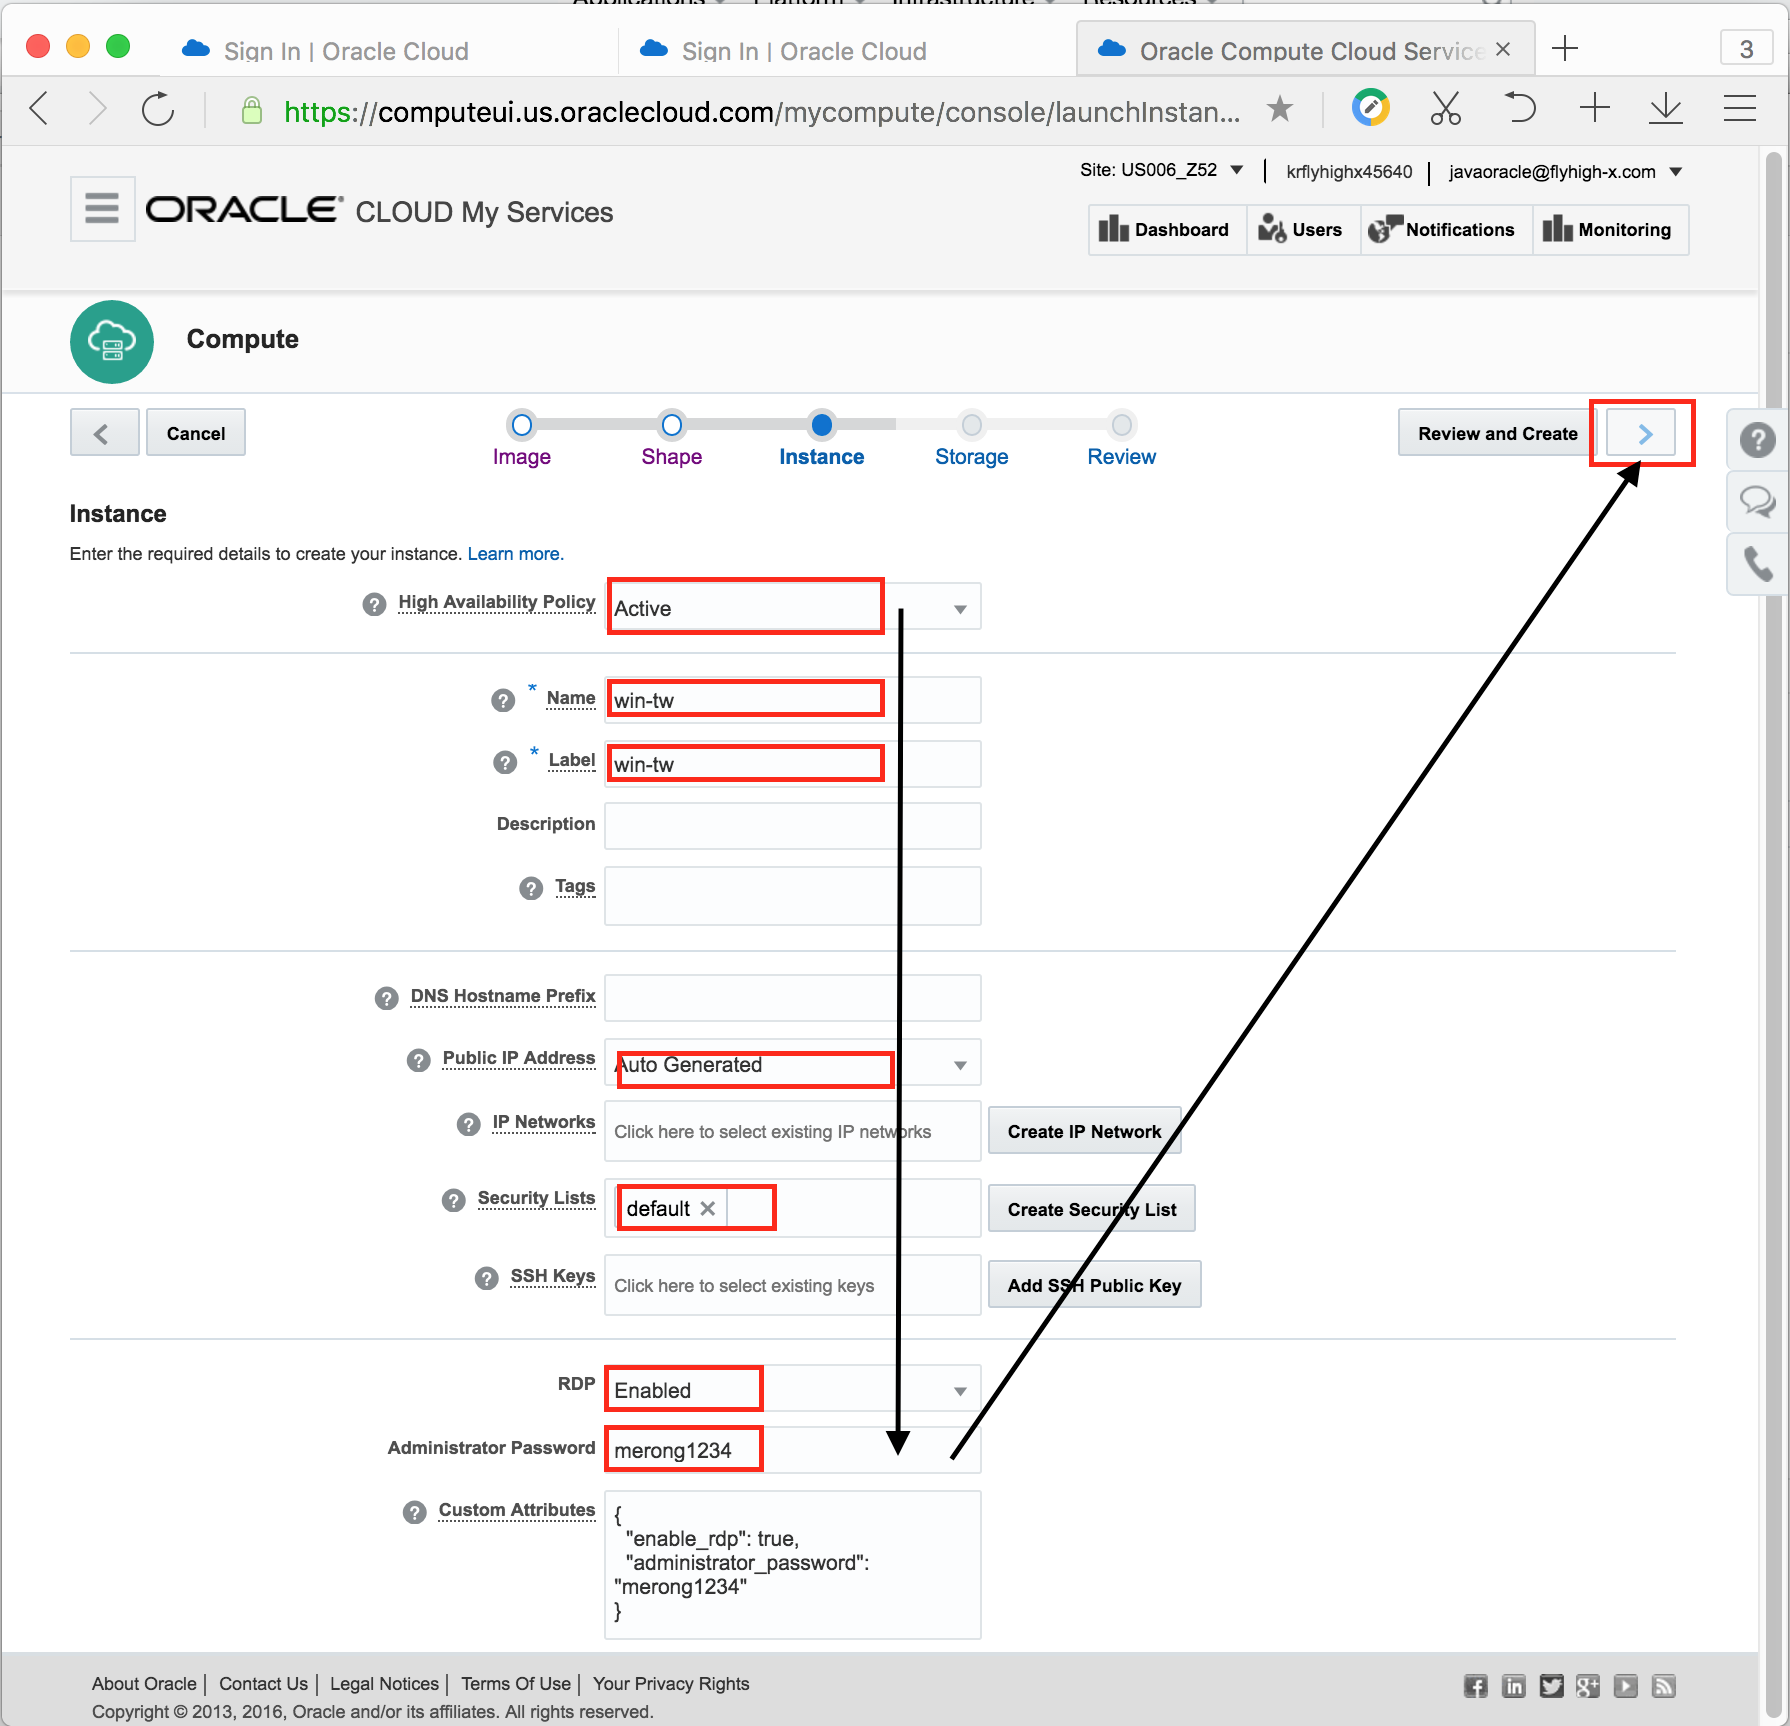 Applications Platform Infrastructure Resources
Sign In | Oracle Cloud
Sign In | Oracle Cloud
Oracle Compute Cloud Service
3
https://computeui.us.oraclecloud.com/mycompute/console/launchInstan...
Site: US006_Z52
krflyhighx45640
javaoracle@flyhigh-x.com
ORACLE CLOUD My Services
Dashboard
Users
Notifications
Monitoring
Compute
Cancel
Image
Shape
Instance
Storage
Review
Review and Create
Instance
Enter the required details to create your instance. Learn more.
? High Availability Policy Active
? * Name win-tw
? * Label win-tw
Description
? Tags
? DNS Hostname Prefix
? Public IP Address Auto Generated
? IP Networks Click here to select existing IP networks Create IP Network
? Security Lists default Create Security List
? SSH Keys Click here to select existing keys Add SSH Public Key
RDP Enabled
Administrator Password merong1234
? Custom Attributes
{
"enable_rdp": true,
"administrator_password":
"merong1234"
}
About Oracle | Contact Us | Legal Notices | Terms Of Use | Your Privacy Rights
Copyright © 2013, 2016, Oracle and/or its affiliates. All rights reserved.